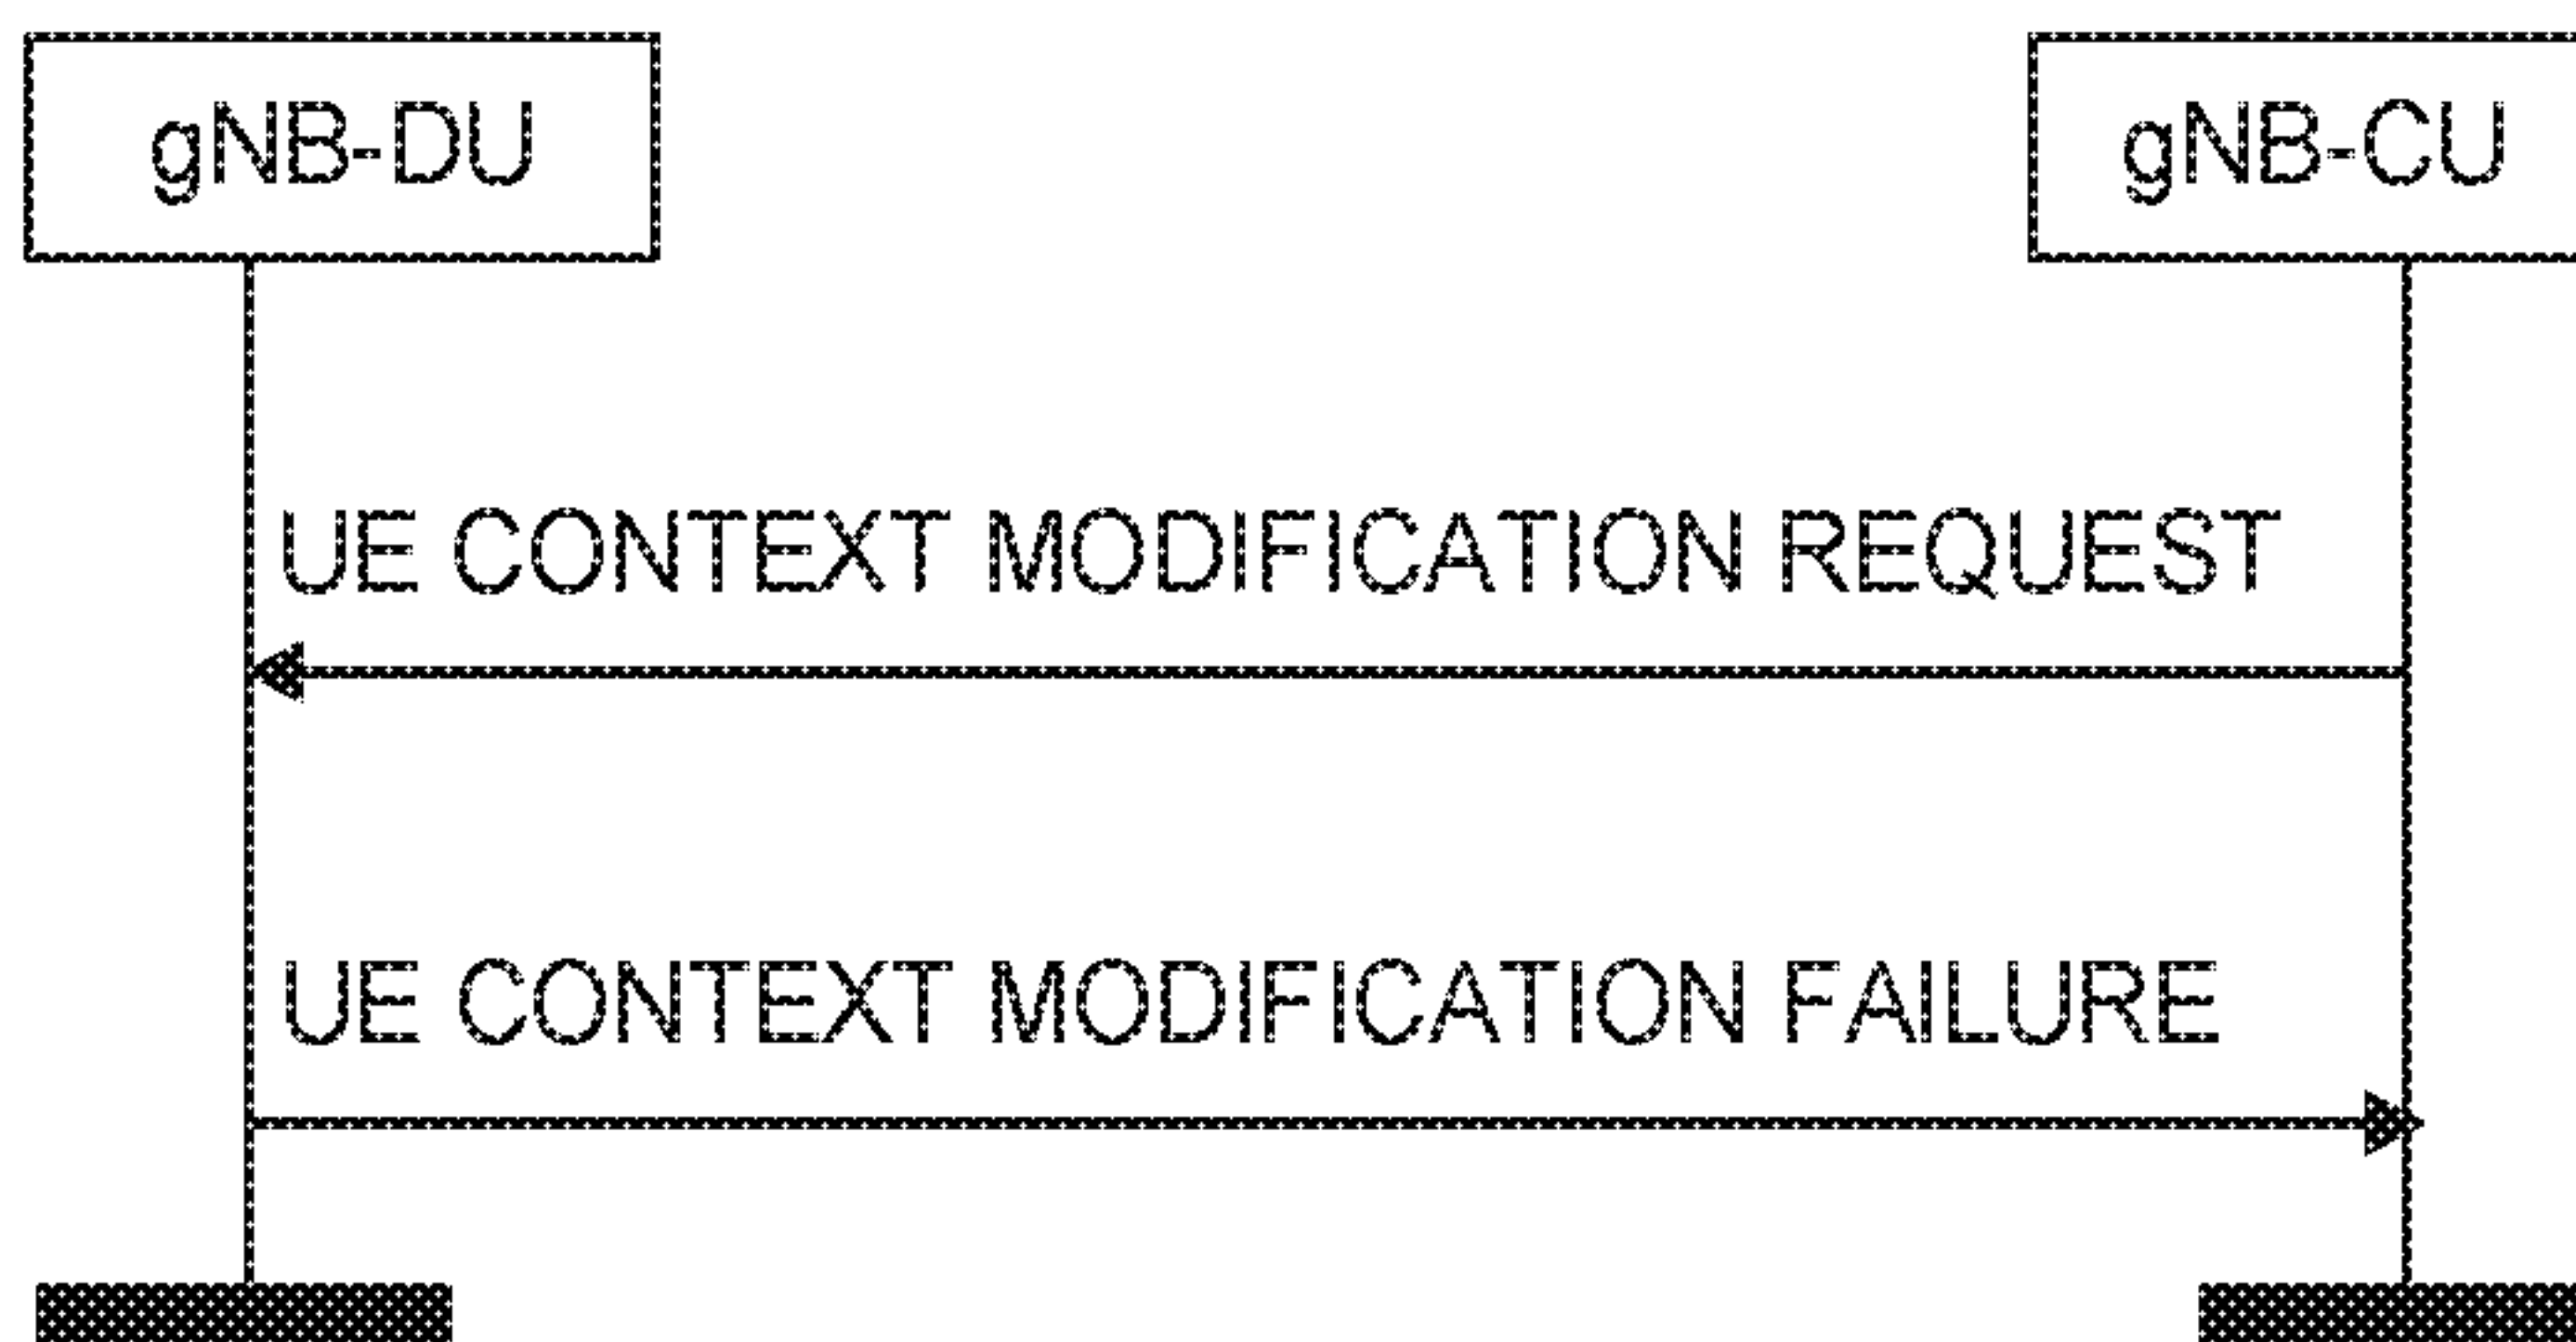 gNB-DU
gNB-CU
UE CONTEXT MODIFICATION REQUEST
UE CONTEXT MODIFICATION FAILURE